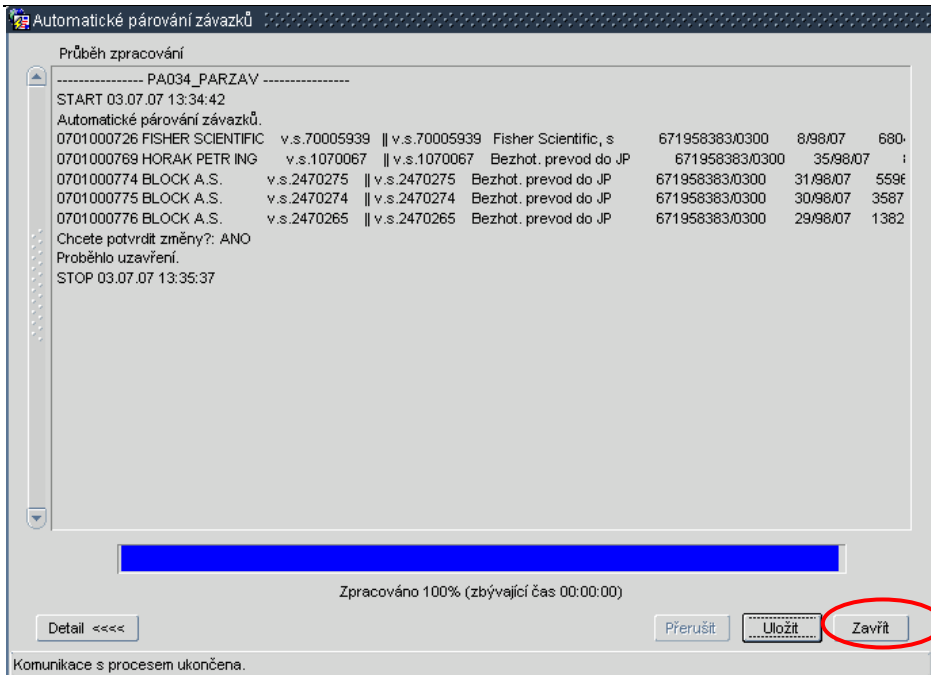 Automatické párování závazků
Průběh zpracování
---------------- PA034_PARZAV ----------------
START 03.07.07 13:34:42
Automatické párování závazků.
0701000726 FISHER SCIENTIFIC v.s.70005939 || v.s.70005939 Fisher Scientific, s 671958383/0300 8/98/07 680
0701000769 HORAK PETR ING v.s.1070067 || v.s.1070067 Bezhot. prevod do JP 671958383/0300 35/98/07
0701000774 BLOCK A.S. v.s.2470275 || v.s.2470275 Bezhot. prevod do JP 671958383/0300 31/98/07 5596
0701000775 BLOCK A.S. v.s.2470274 || v.s.2470274 Bezhot. prevod do JP 671958383/0300 30/98/07 3587
0701000776 BLOCK A.S. v.s.2470265 || v.s.2470265 Bezhot. prevod do JP 671958383/0300 29/98/07 1382
Chcete potvrdit změny?: ANO
Proběhlo uzavření.
STOP 03.07.07 13:35:37
Zpracováno 100% (zbývající čas 00:00:00)
Detail <<<< Přerušit Uložit Zavřít
Komunikace s procesem ukončena.